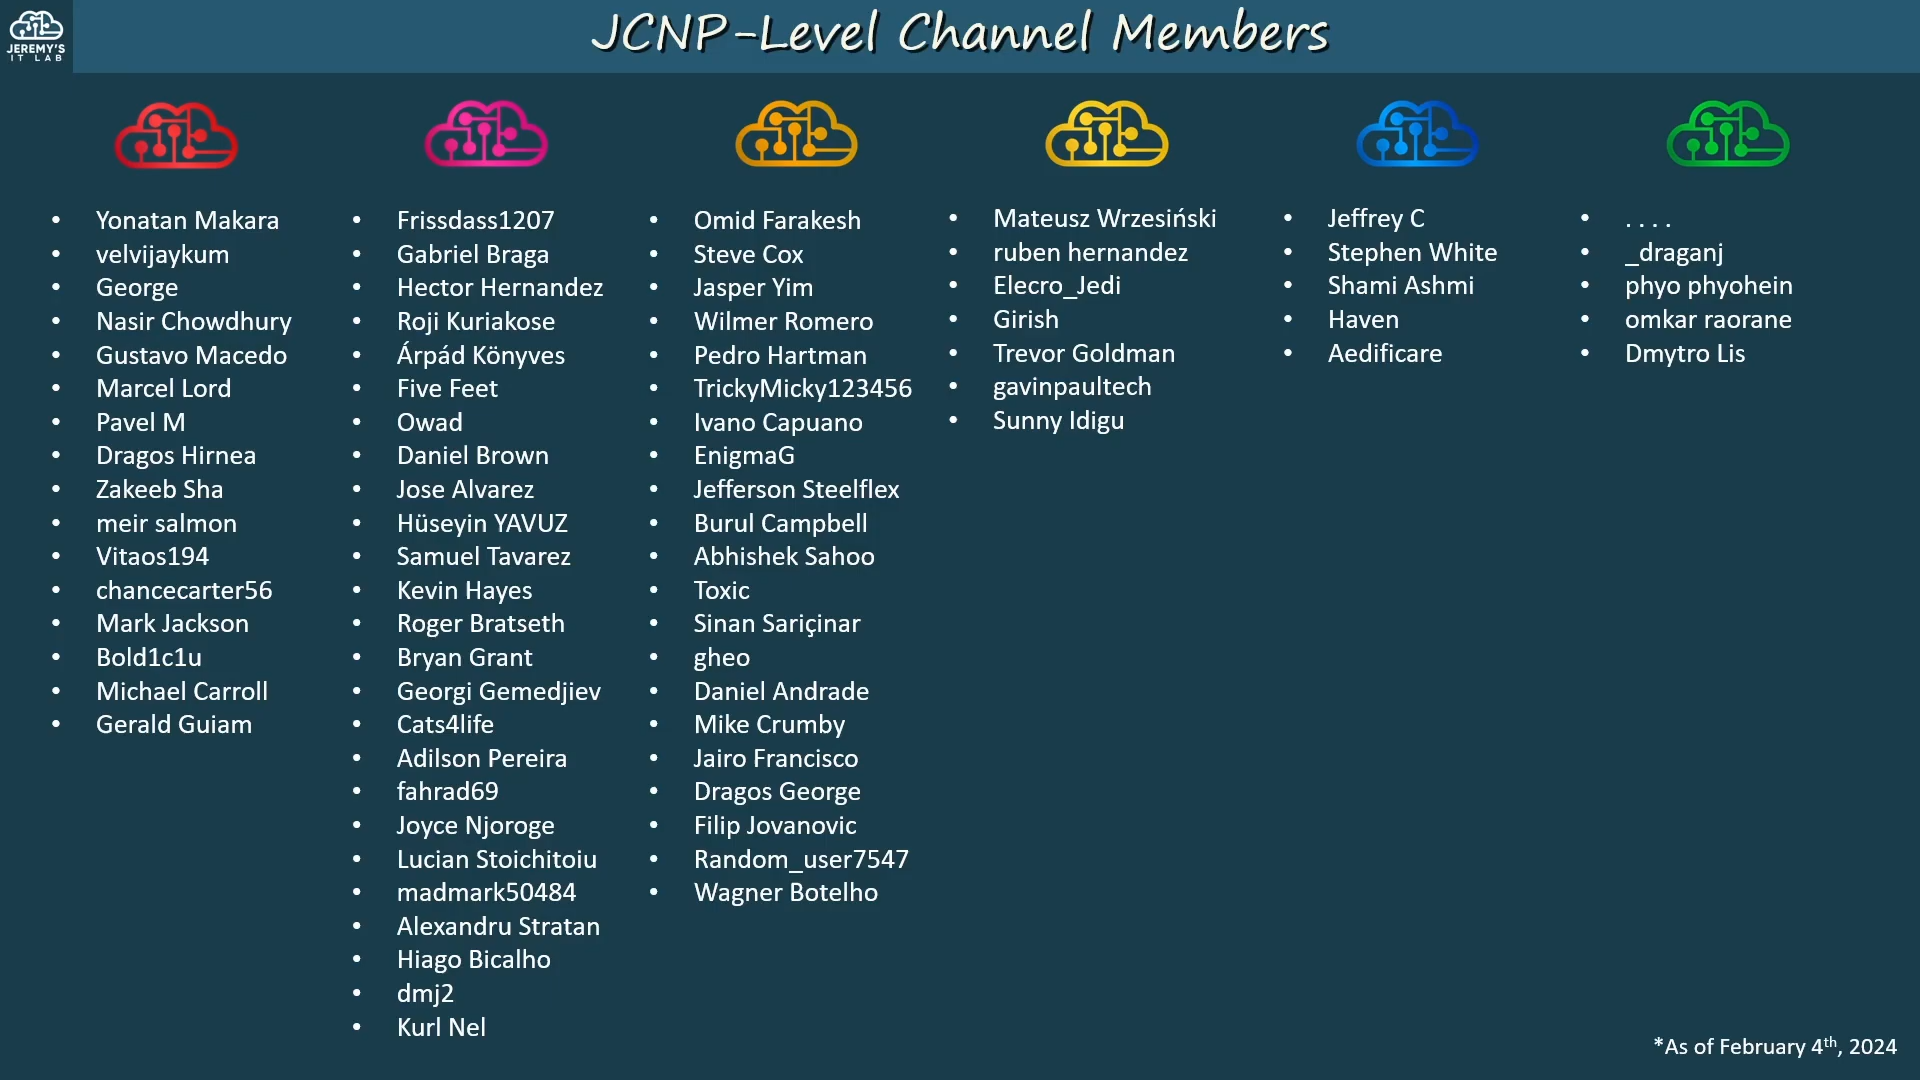 JEREMY'S
IT LAB
JCNP-Level Channel Members
• Yonatan Makara
• velvijaykum
• George
• Nasir Chowdhury
• Gustavo Macedo
• Marcel Lord
• Pavel M
• Dragos Hirnea
• Zakeeb Sha
• meir salmon
• Vitaos194
• chancecarter56
• Mark Jackson
• Bold1c1u
• Michael Carroll
• Gerald Guiam
• Frissdass1207
• Gabriel Braga
• Hector Hernandez
• Roji Kuriakose
• Árpád Könyves
• Five Feet
• Owad
• Daniel Brown
• Jose Alvarez
• Hüseyin YAVUZ
• Samuel Tavarez
• Kevin Hayes
• Roger Bratseth
• Bryan Grant
• Georgi Gemedjiev
• Cats4life
• Adilson Pereira
• fahrad69
• Joyce Njoroge
• Lucian Stoichitoiu
• madmark50484
• Alexandru Stratan
• Hiago Bicalho
• dmj2
• Kurl Nel
• Omid Farakesh
• Steve Cox
• Jasper Yim
• Wilmer Romero
• Pedro Hartman
• TrickyMicky123456
• Ivano Capuano
• EnigmaG
• Jefferson Steelflex
• Burul Campbell
• Abhishek Sahoo
• Toxic
• Sinan Sariçinar
• gheo
• Daniel Andrade
• Mike Crumby
• Jairo Francisco
• Dragos George
• Filip Jovanovic
• Random_user7547
• Wagner Botelho
• Mateusz Wrzesiński
• ruben hernandez
• Elecro_Jedi
• Girish
• Trevor Goldman
• gavinpaultech
• Sunny Idigu
• Jeffrey C
• Stephen White
• Shami Ashmi
• Haven
• Aedificare
• . . . .
• _draganj
• phyo phyohein
• omkar raorane
• Dmytro Lis
*As of February 4th, 2024